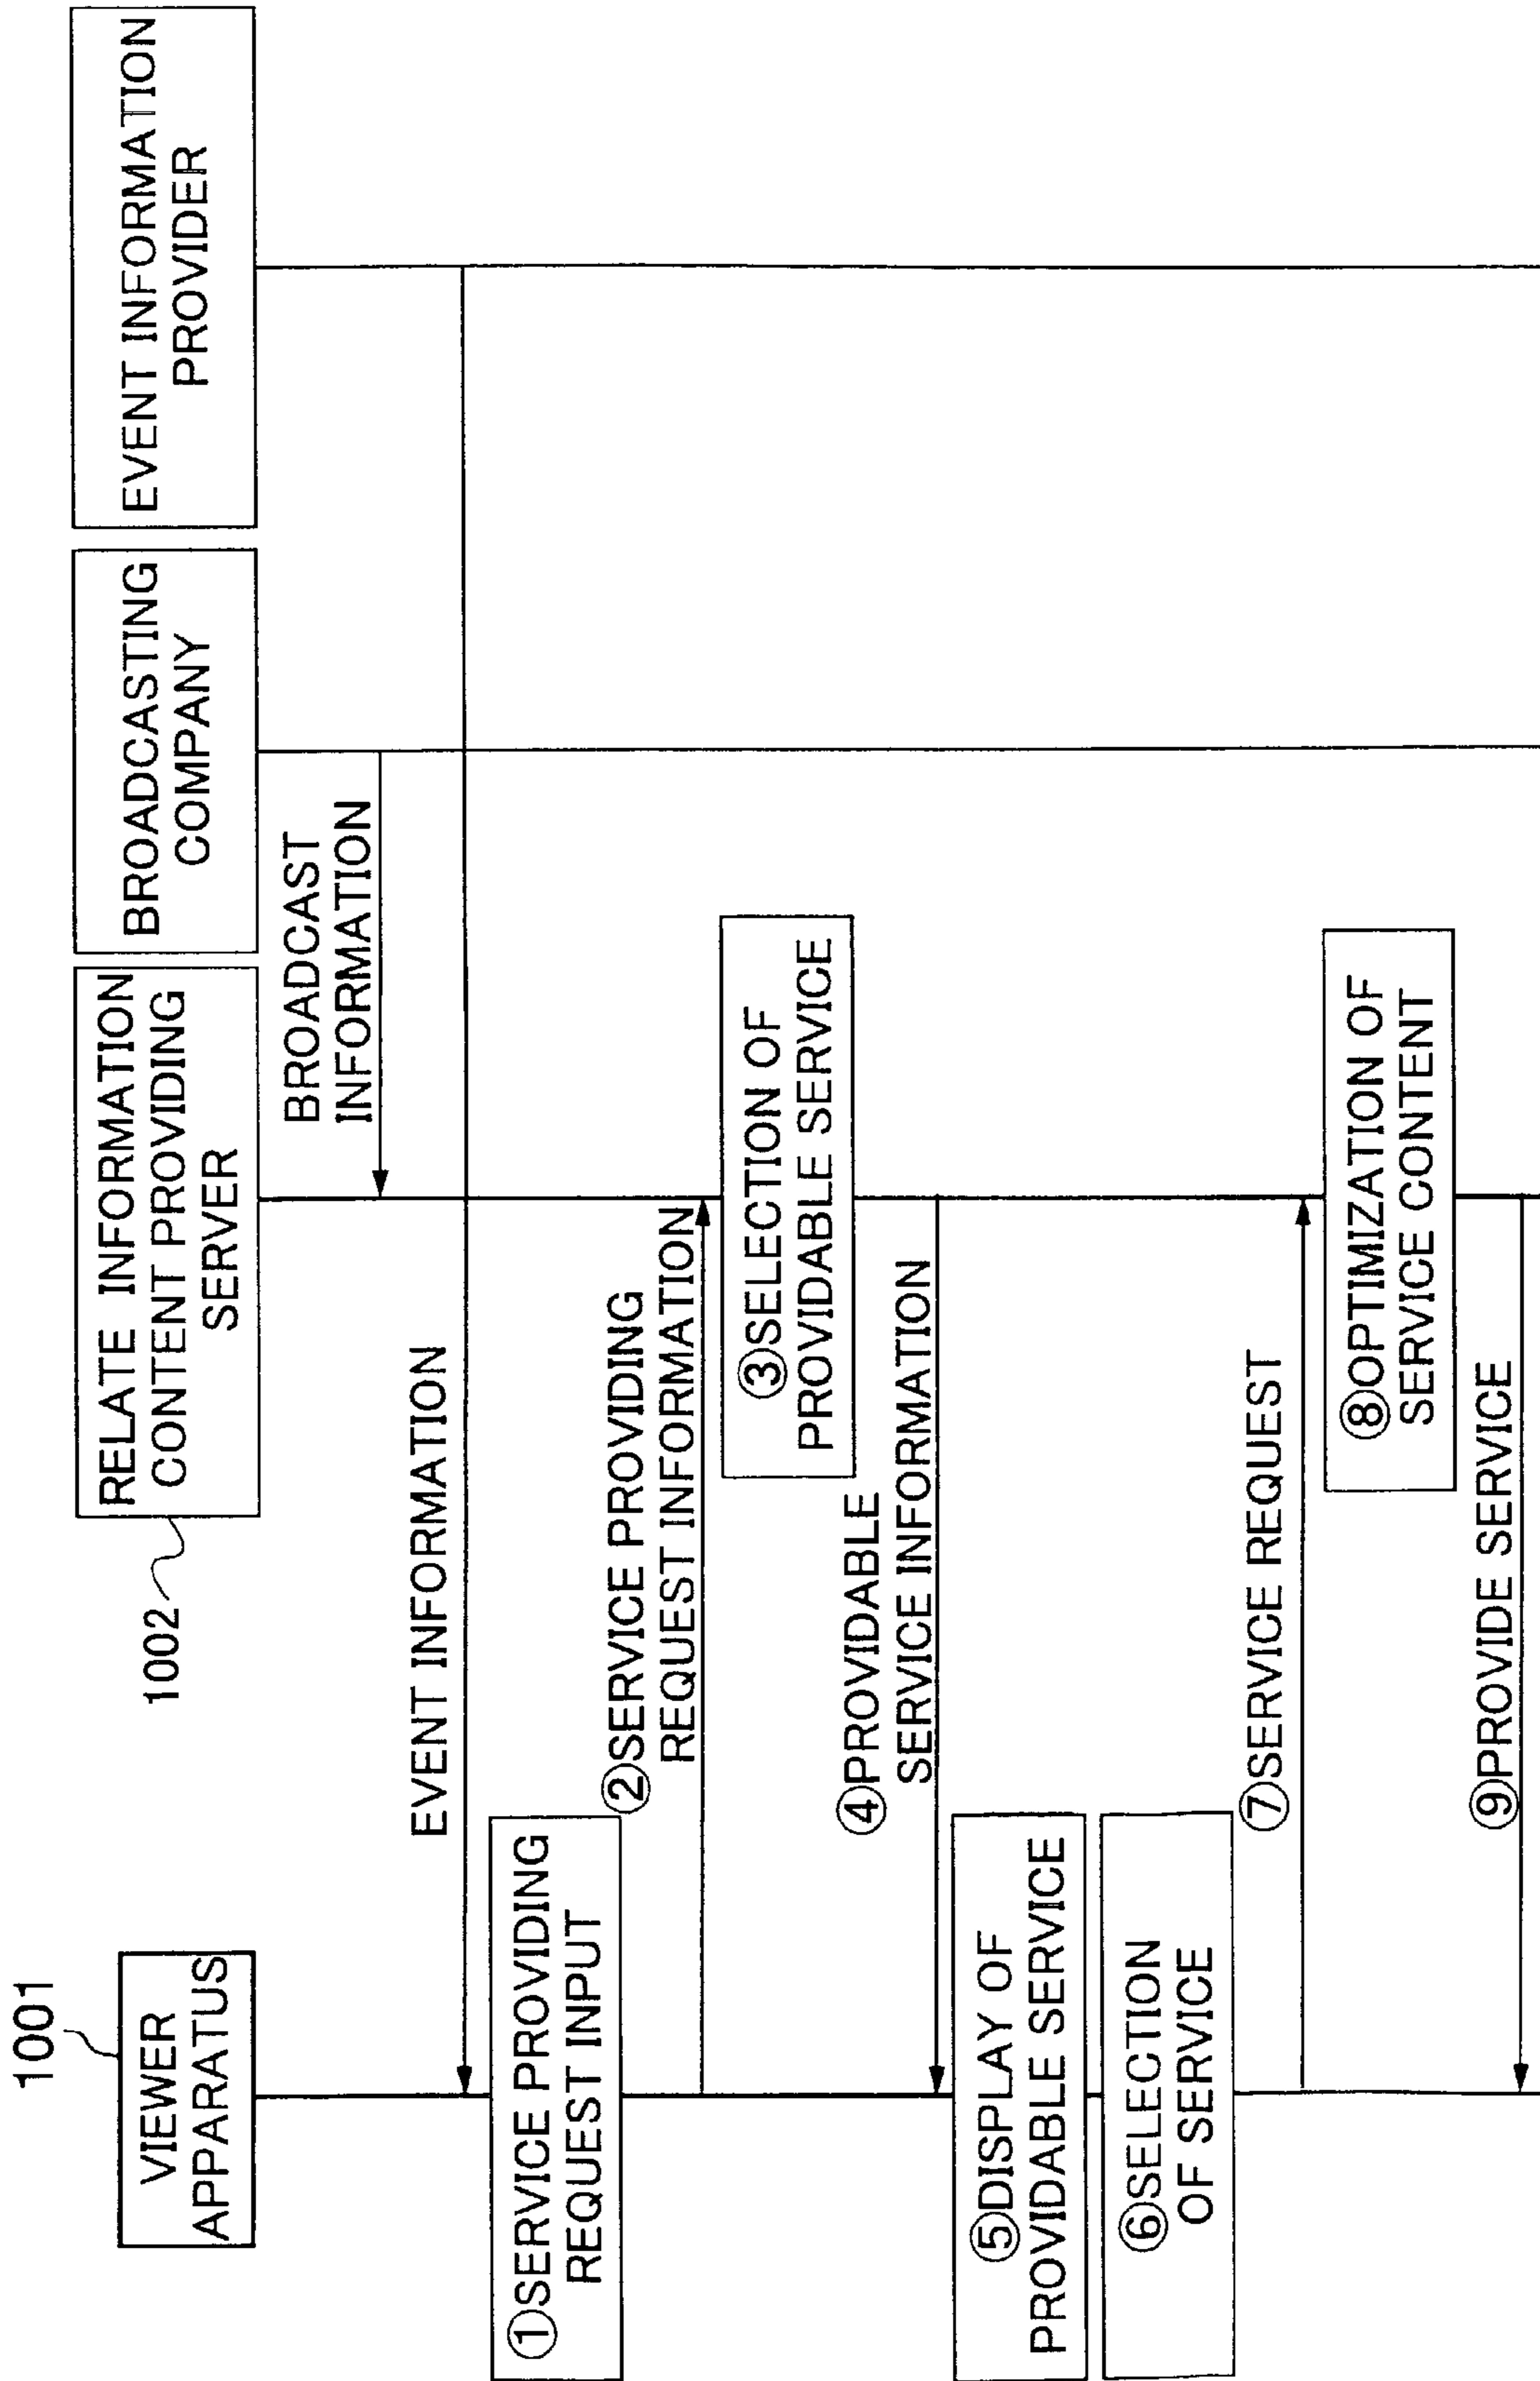 1001
VIEWER
APPARATUS
1002
RELATE INFORMATION
CONTENT PROVIDING
SERVER
BROADCASTING
COMPANY
EVENT INFORMATION
PROVIDER
BROADCAST
INFORMATION
EVENT INFORMATION
①SERVICE PROVIDING
REQUEST INPUT
②SERVICE PROVIDING
REQUEST INFORMATION
③SELECTION OF
PROVIDABLE SERVICE
④PROVIDABLE
SERVICE INFORMATION
⑤DISPLAY OF
PROVIDABLE SERVICE
⑥SELECTION
OF SERVICE
⑦SERVICE REQUEST
⑧OPTIMIZATION OF
SERVICE CONTENT
⑨PROVIDE SERVICE